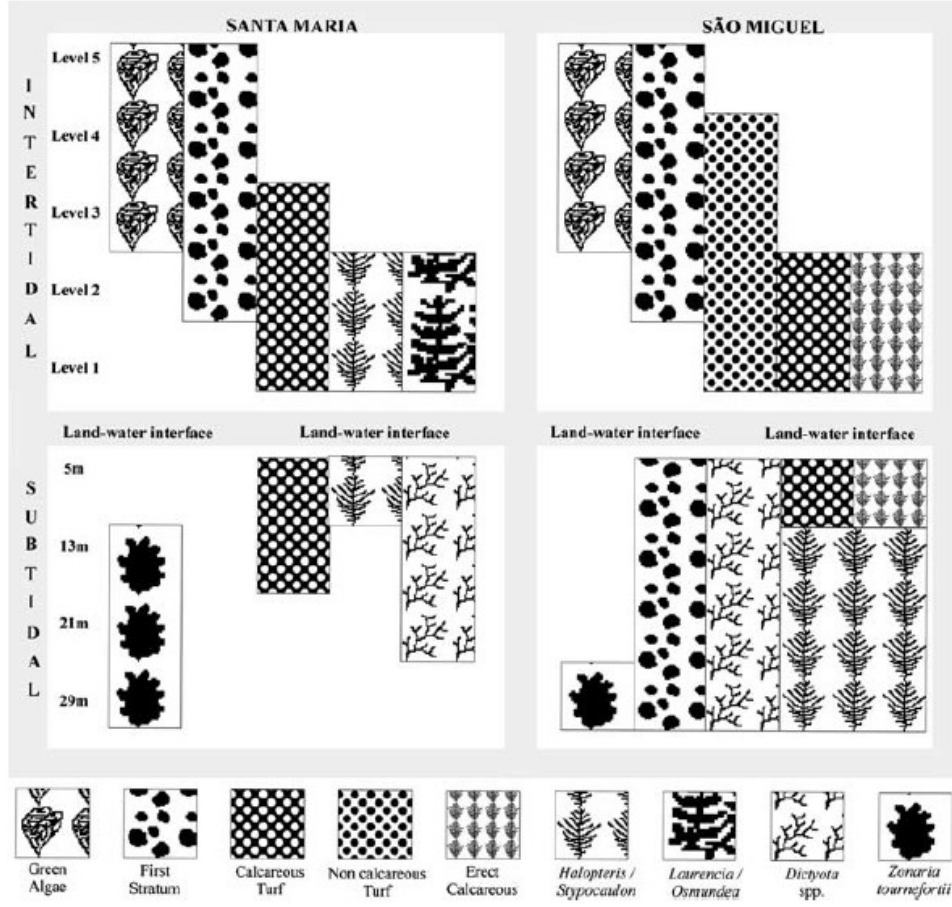 SANTA MARIA
SÃO MIGUEL
INTERTIDAL
Level 5
Level 4
Level 3
Level 2
Level 1
Land-water interface
Land-water interface
Land-water interface
Land-water interface
SUBTIDAL
5m
13m
21m
29m
Green
Algae
First
Stratum
Calcareous
Turf
Non calcareous
Turf
Erect
Calcareous
Halopteris /
Stypocaulon
Laurencia /
Osmundea
Dictyota
spp.
Zonaria
tournefortii